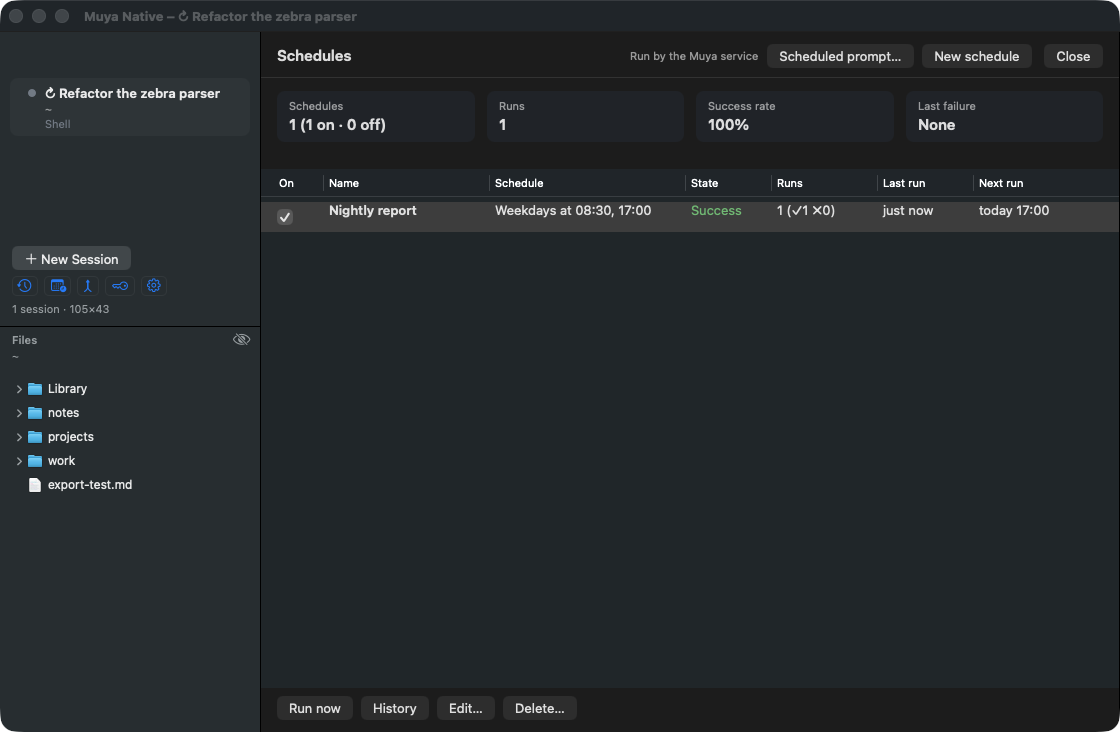 Muya Native – ↻ Refactor the zebra parser
↻ Refactor the zebra parser
~
Shell
+ New Session
1 session · 105×43
Files
~
Library
notes
projects
work
export-test.md
Schedules
Run by the Muya service
Scheduled prompt...
New schedule
Close
Schedules
1 (1 on · 0 off)
Runs
1
Success rate
100%
Last failure
None
On Name Schedule State Runs Last run Next run
✓ Nightly report Weekdays at 08:30, 17:00 Success 1 (✓1 ✕0) just now today 17:00
Run now
History
Edit...
Delete...